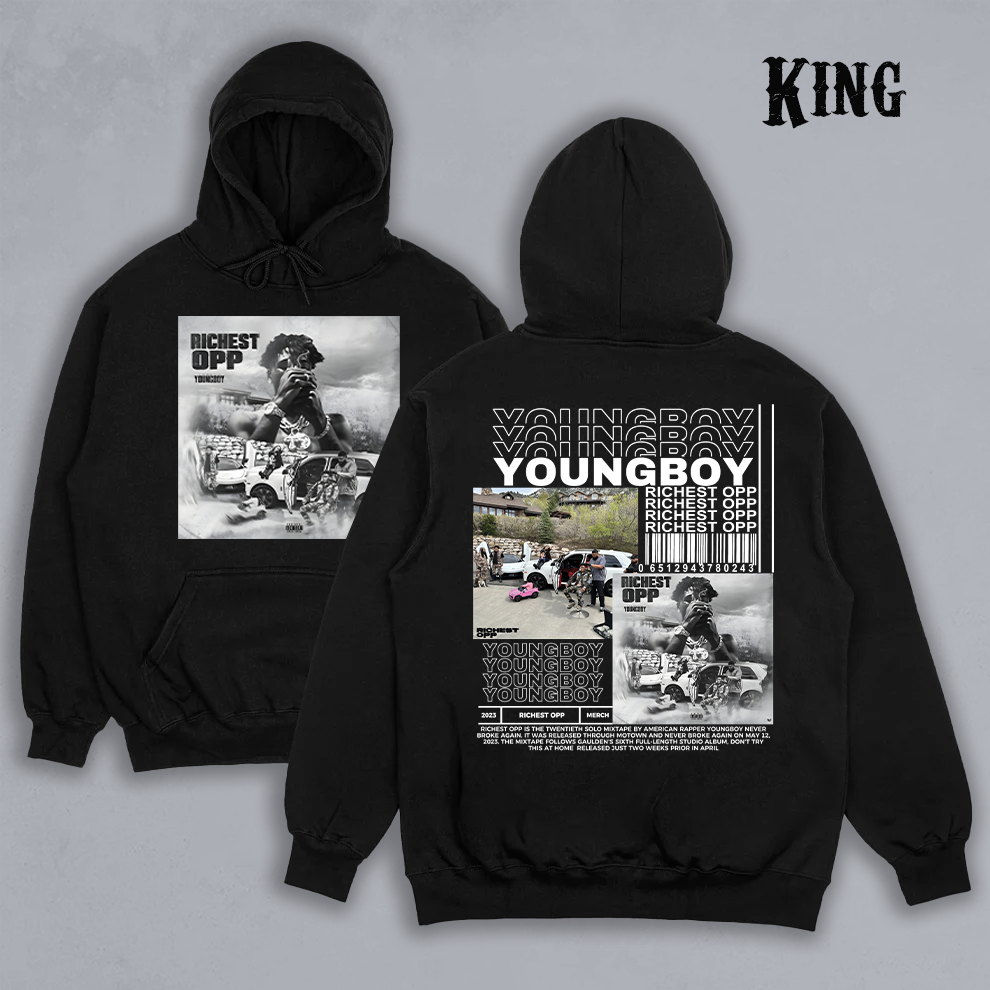 KING
RICHEST
OPP
YOUNGBOY
YOUNGBOY
YOUNGBOY
YOUNGBOY
YOUNGBOY
RICHEST OPP
RICHEST OPP
RICHEST OPP
RICHEST OPP
0 65129437802 43
RICHEST
OPP
RICHEST
OPP
YOUNGBOY
YOUNGBOY
YOUNGBOY
YOUNGBOY
YOUNGBOY
2023 RICHEST OPP MERCH
RICHEST OPP IS THE TWENTIETH SOLO MIXTAPE BY AMERICAN RAPPER YOUNGBOY NEVER
BROKE AGAIN. IT WAS RELEASED THROUGH MOTOWN AND NEVER BROKE AGAIN ON MAY 12,
2023. THE MIXTAPE FOLLOWS GAULDEN'S SIXTH FULL-LENGTH STUDIO ALBUM, DON'T TRY
THIS AT HOME RELEASED JUST TWO WEEKS PRIOR IN APRIL